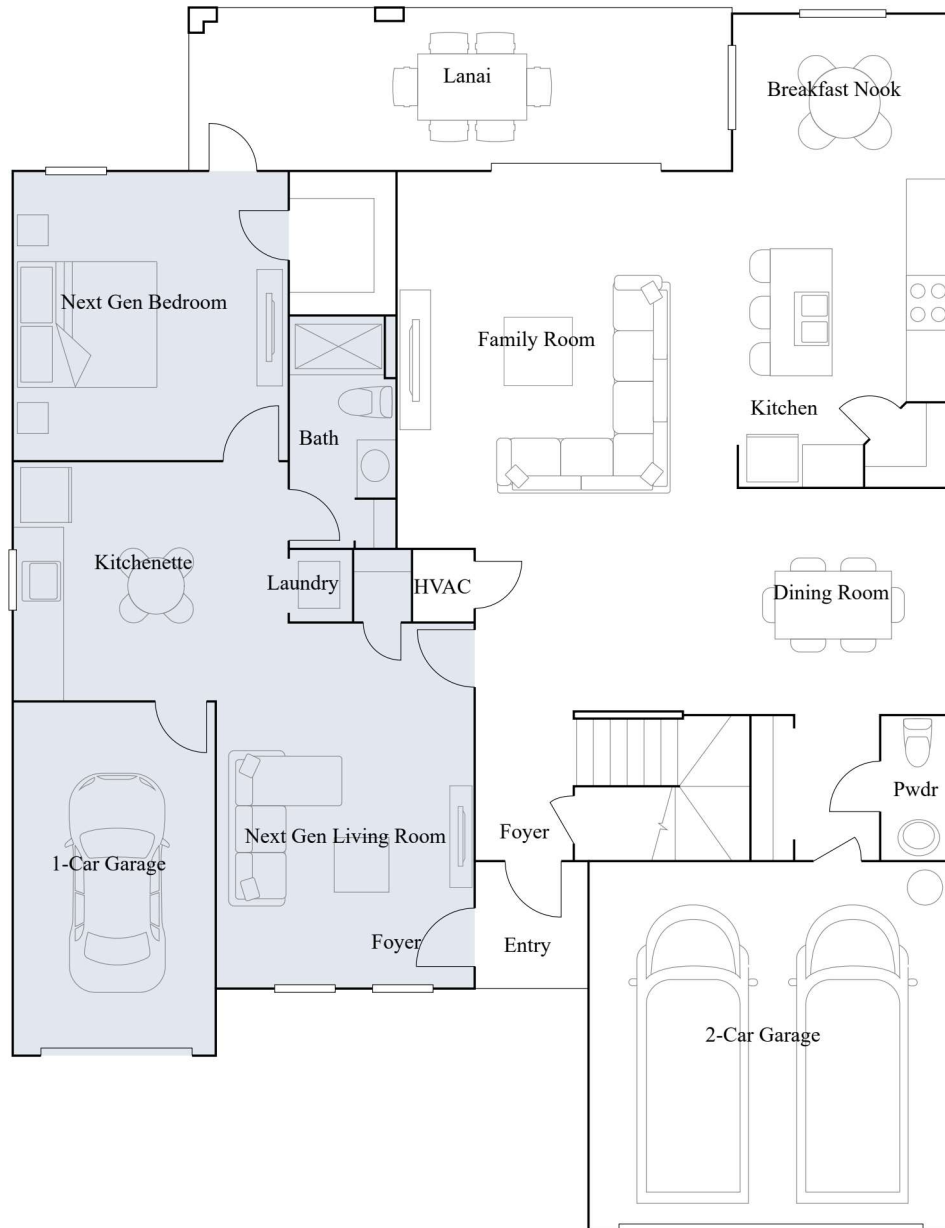 Lanai
Breakfast Nook
Next Gen Bedroom
Family Room
Kitchen
Bath
Kitchenette
Laundry
HVAC
Dining Room
Pwdr
Foyer
Next Gen Living Room
1-Car Garage
Foyer
Entry
2-Car Garage